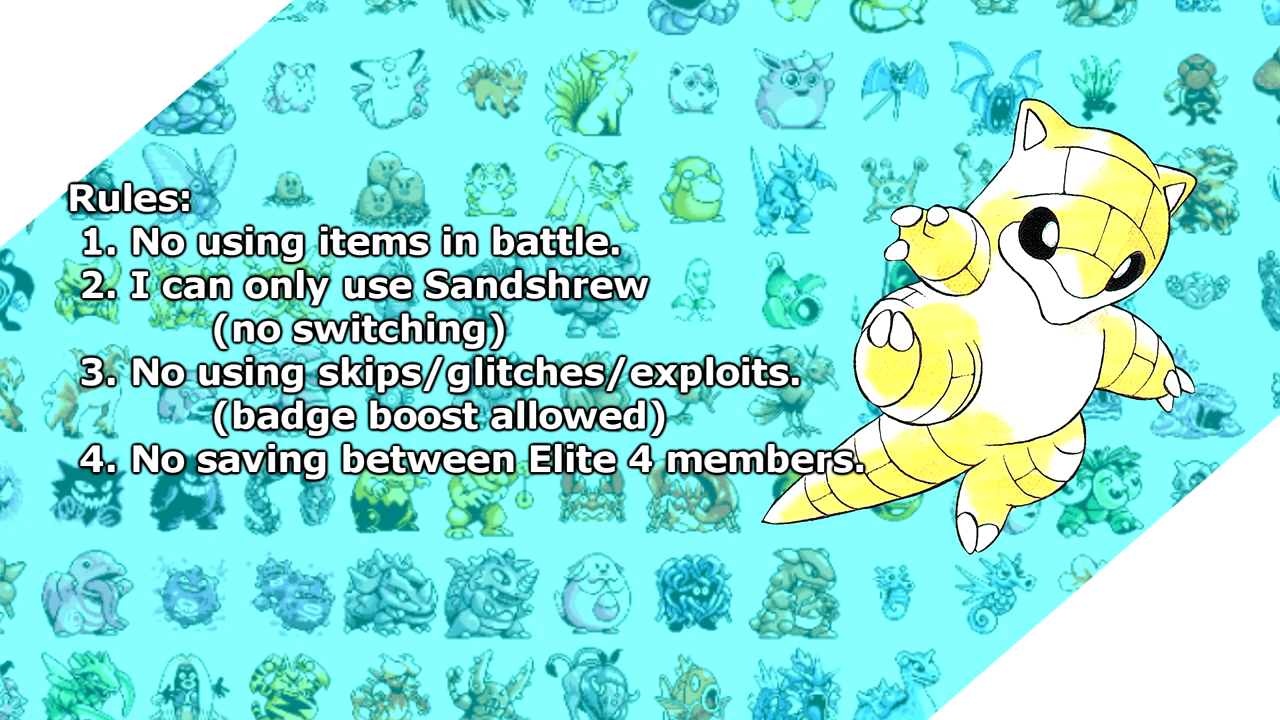 Rules:
1. No using items in battle.
2. I can only use Sandshrew
(no switching)
3. No using skips/glitches/exploits.
(badge boost allowed)
4. No saving between Elite 4 members.